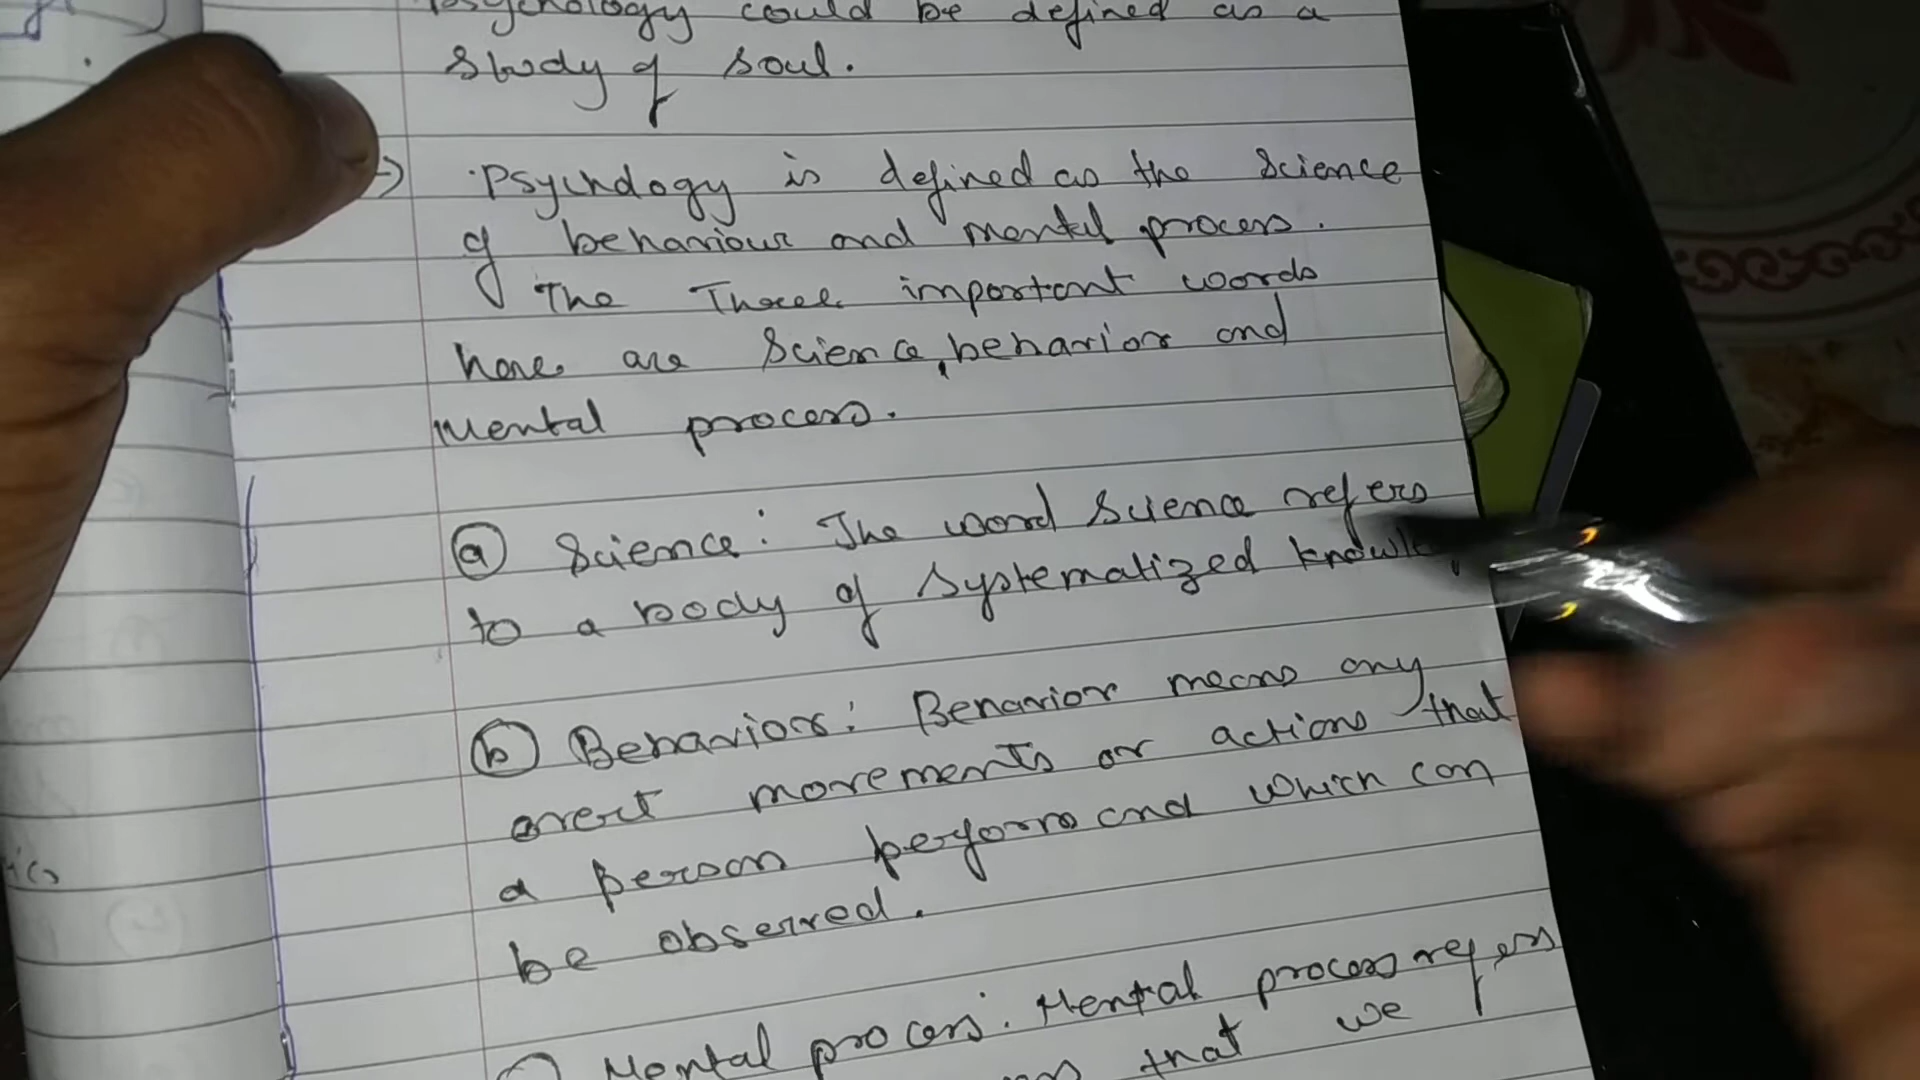 Psychology could be defined as a
Study of soul.
→ Psychology is defined as the Science
of behaviour and mental process.
The Three important words
here are Science, behavior and
Mental process.
(a) Science: The word Science refers
to a body of Systematized knowle
(b) Behavior: Behavior means any
overt movements or actions that
a person perform and which can
be observed.
Mental process: Mental process refers
that we